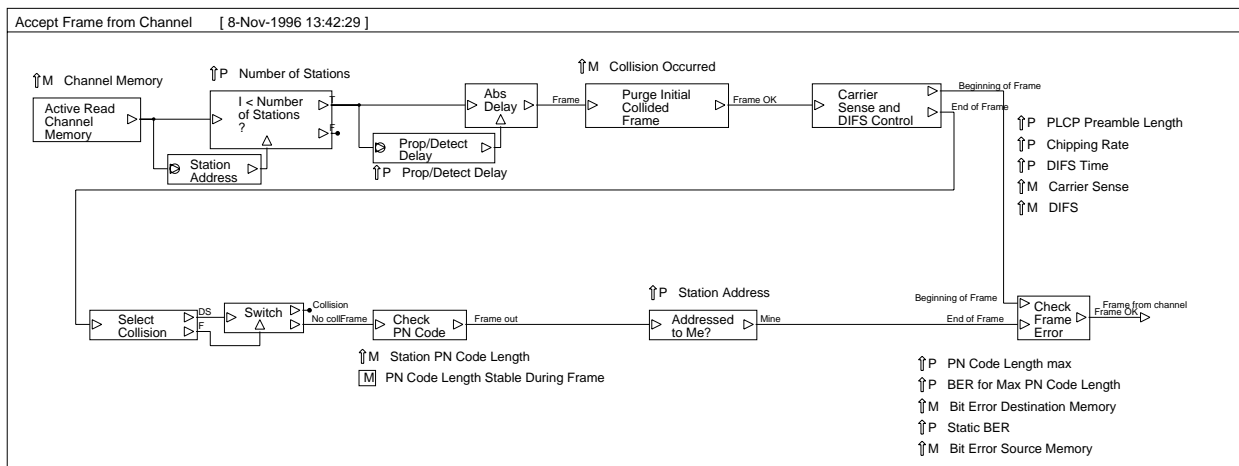 Accept Frame from Channel [ 8-Nov-1996 13:42:29 ]
⇧M Channel Memory
⇧P Number of Stations
⇧M Collision Occurred
Active Read
Channel
Memory
I < Number
of Stations
?
T
F
Station
Address
Abs
Delay
Prop/Detect
Delay
⇧P Prop/Detect Delay
Frame
Purge Initial
Collided
Frame
Frame OK
Carrier
Sense and
DIFS Control
Beginning of Frame
End of Frame
⇧P PLCP Preamble Length
⇧P Chipping Rate
⇧P DIFS Time
⇧M Carrier Sense
⇧M DIFS
Select
Collision
DS
F
Switch
Collision
No coll
Frame
Check
PN Code
Frame out
⇧M Station PN Code Length
M PN Code Length Stable During Frame
⇧P Station Address
Addressed
to Me?
Mine
Beginning of Frame
End of Frame
Check
Frame
Error
Frame from channel
Frame OK
⇧P PN Code Length max
⇧P BER for Max PN Code Length
⇧M Bit Error Destination Memory
⇧P Static BER
⇧M Bit Error Source Memory